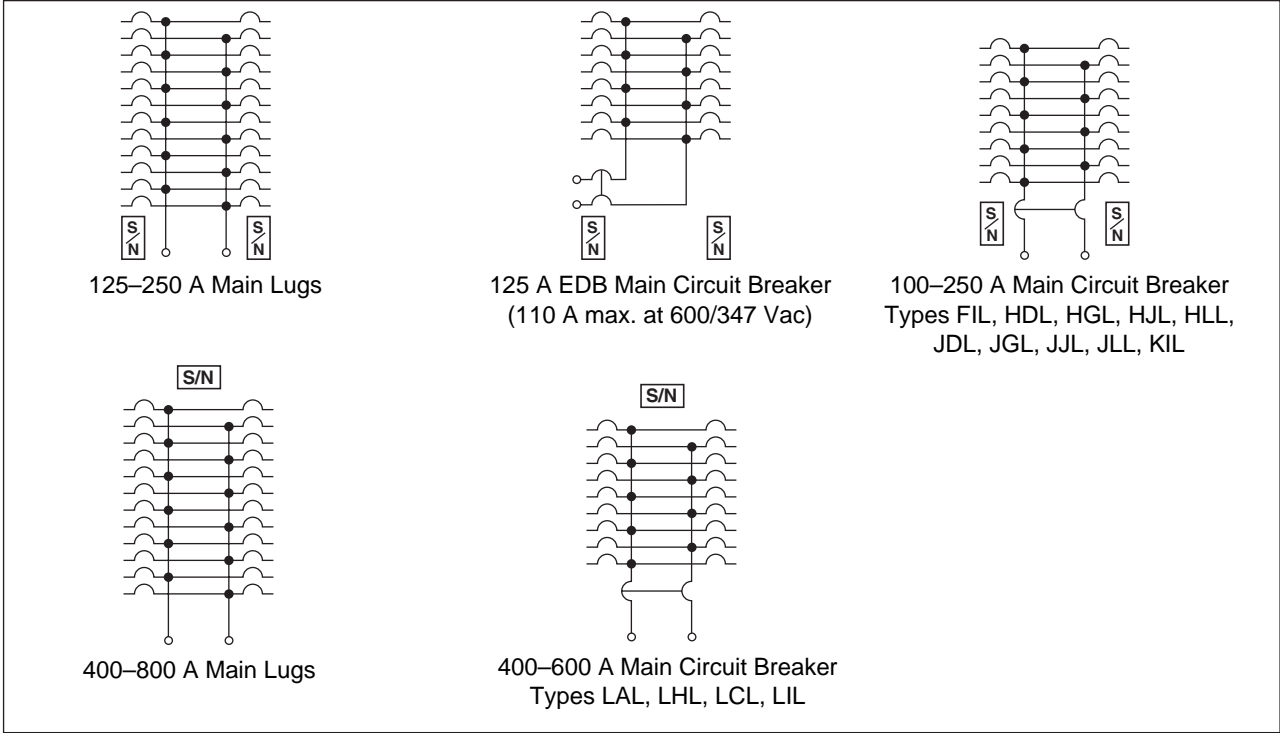 S/N
S/N
125–250 A Main Lugs
S/N
S/N
125 A EDB Main Circuit Breaker
(110 A max. at 600/347 Vac)
S/N
S/N
100–250 A Main Circuit Breaker
Types FIL, HDL, HGL, HJL, HLL,
JDL, JGL, JJL, JLL, KIL
S/N
400–800 A Main Lugs
S/N
400–600 A Main Circuit Breaker
Types LAL, LHL, LCL, LIL